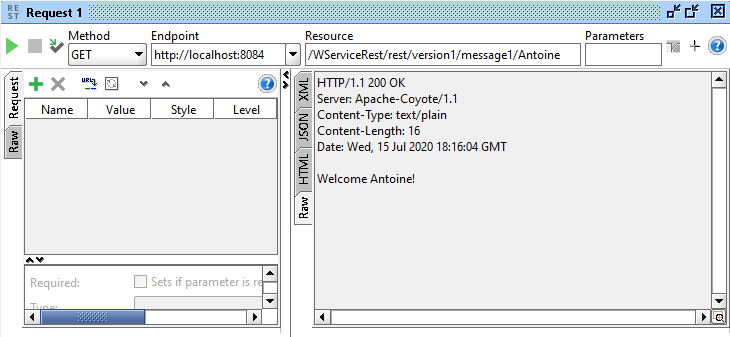 RE
ST
Request 1
Method
Endpoint
Resource
Parameters
GET
http://localhost:8084
/WServiceRest/rest/version1/message1/Antoine
Request
Raw
URL
Name
Value
Style
Level
Required:
Sets if parameter is re
Type:
XML
JSON
HTML
Raw
HTTP/1.1 200 OK
Server: Apache-Coyote/1.1
Content-Type: text/plain
Content-Length: 16
Date: Wed, 15 Jul 2020 18:16:04 GMT
Welcome Antoine!